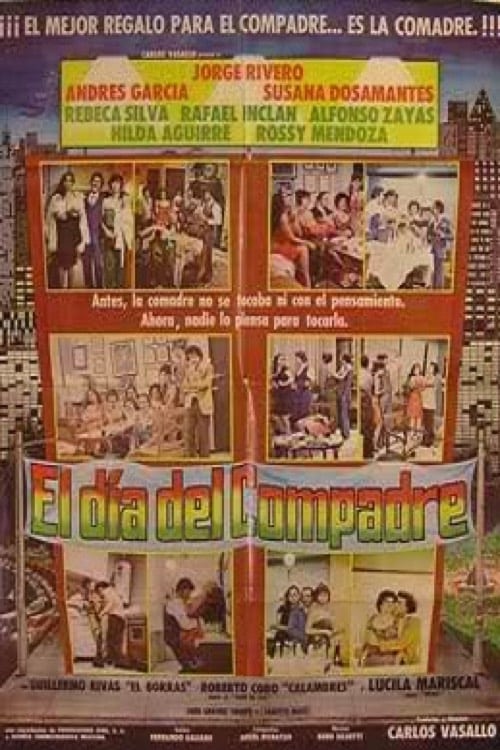 ¡¡¡ EL MEJOR REGALO PARA EL COMPADRE... ES LA COMADRE. !!!
CARLOS VASALLO
JORGE RIVERO
ANDRES GARCIA SUSANA DOSAMANTES
REBECA SILVA RAFAEL INCLAN ALFONSO ZAYAS
HILDA AGUIRRE ROSSY MENDOZA
Antes, la comadre no se tocaba ni con el pensamiento.
Ahora, nadie lo piensa para tocarla.
El día del Compadre
GUILLERMO RIVAS "EL BORRAS" ROBERTO COBO "CALAMBRES" Y LUCILA MARISCAL
FERNANDO GALIANA
CARLOS VASALLO